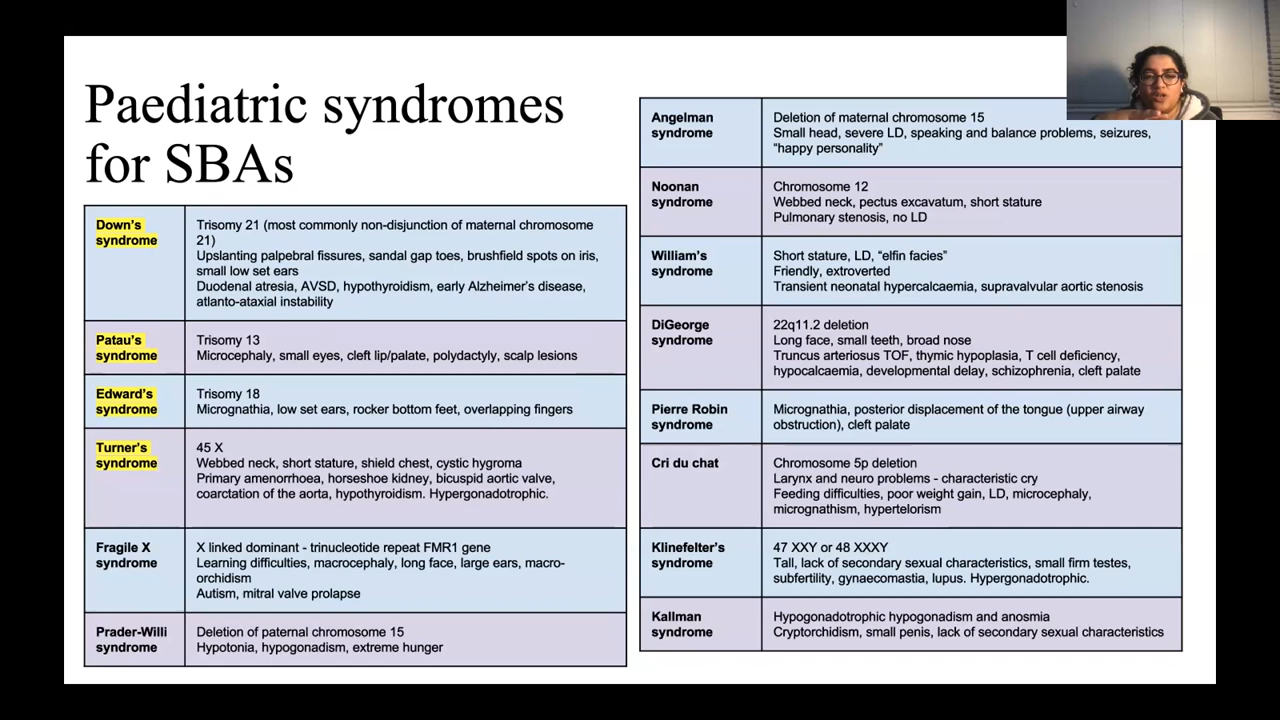 Paediatric syndromes
for SBAs
Down's
syndrome
Trisomy 21 (most commonly non-disjunction of maternal chromosome
21)
Upslanting palpebral fissures, sandal gap toes, brushfield spots on iris,
small low set ears
Duodenal atresia, AVSD, hypothyroidism, early Alzheimer's disease,
atlanto-ataxial instability
Patau's
syndrome
Trisomy 13
Microcephaly, small eyes, cleft lip/palate, polydactyly, scalp lesions
Edward's
syndrome
Trisomy 18
Micrognathia, low set ears, rocker bottom feet, overlapping fingers
Turner's
syndrome
45 X
Webbed neck, short stature, shield chest, cystic hygroma
Primary amenorrhoea, horseshoe kidney, bicuspid aortic valve,
coarctation of the aorta, hypothyroidism. Hypergonadotrophic.
Fragile X
syndrome
X linked dominant - trinucleotide repeat FMR1 gene
Learning difficulties, macrocephaly, long face, large ears, macro-
orchidism
Autism, mitral valve prolapse
Prader-Willi
syndrome
Deletion of paternal chromosome 15
Hypotonia, hypogonadism, extreme hunger
Angelman
syndrome
Deletion of maternal chromosome 15
Small head, severe LD, speaking and balance problems, seizures,
“happy personality”
Noonan
syndrome
Chromosome 12
Webbed neck, pectus excavatum, short stature
Pulmonary stenosis, no LD
William's
syndrome
Short stature, LD, “elfin facies”
Friendly, extroverted
Transient neonatal hypercalcaemia, supravalvular aortic stenosis
DiGeorge
syndrome
22q11.2 deletion
Long face, small teeth, broad nose
Truncus arteriosus TOF, thymic hypoplasia, T cell deficiency,
hypocalcaemia, developmental delay, schizophrenia, cleft palate
Pierre Robin
syndrome
Micrognathia, posterior displacement of the tongue (upper airway
obstruction), cleft palate
Cri du chat
Chromosome 5p deletion
Larynx and neuro problems - characteristic cry
Feeding difficulties, poor weight gain, LD, microcephaly,
micrognathism, hypertelorism
Klinefelter's
syndrome
47 XXY or 48 XXXY
Tall, lack of secondary sexual characteristics, small firm testes,
subfertility, gynaecomastia, lupus. Hypergonadotrophic.
Kallman
syndrome
Hypogonadotrophic hypogonadism and anosmia
Cryptorchidism, small penis, lack of secondary sexual characteristics